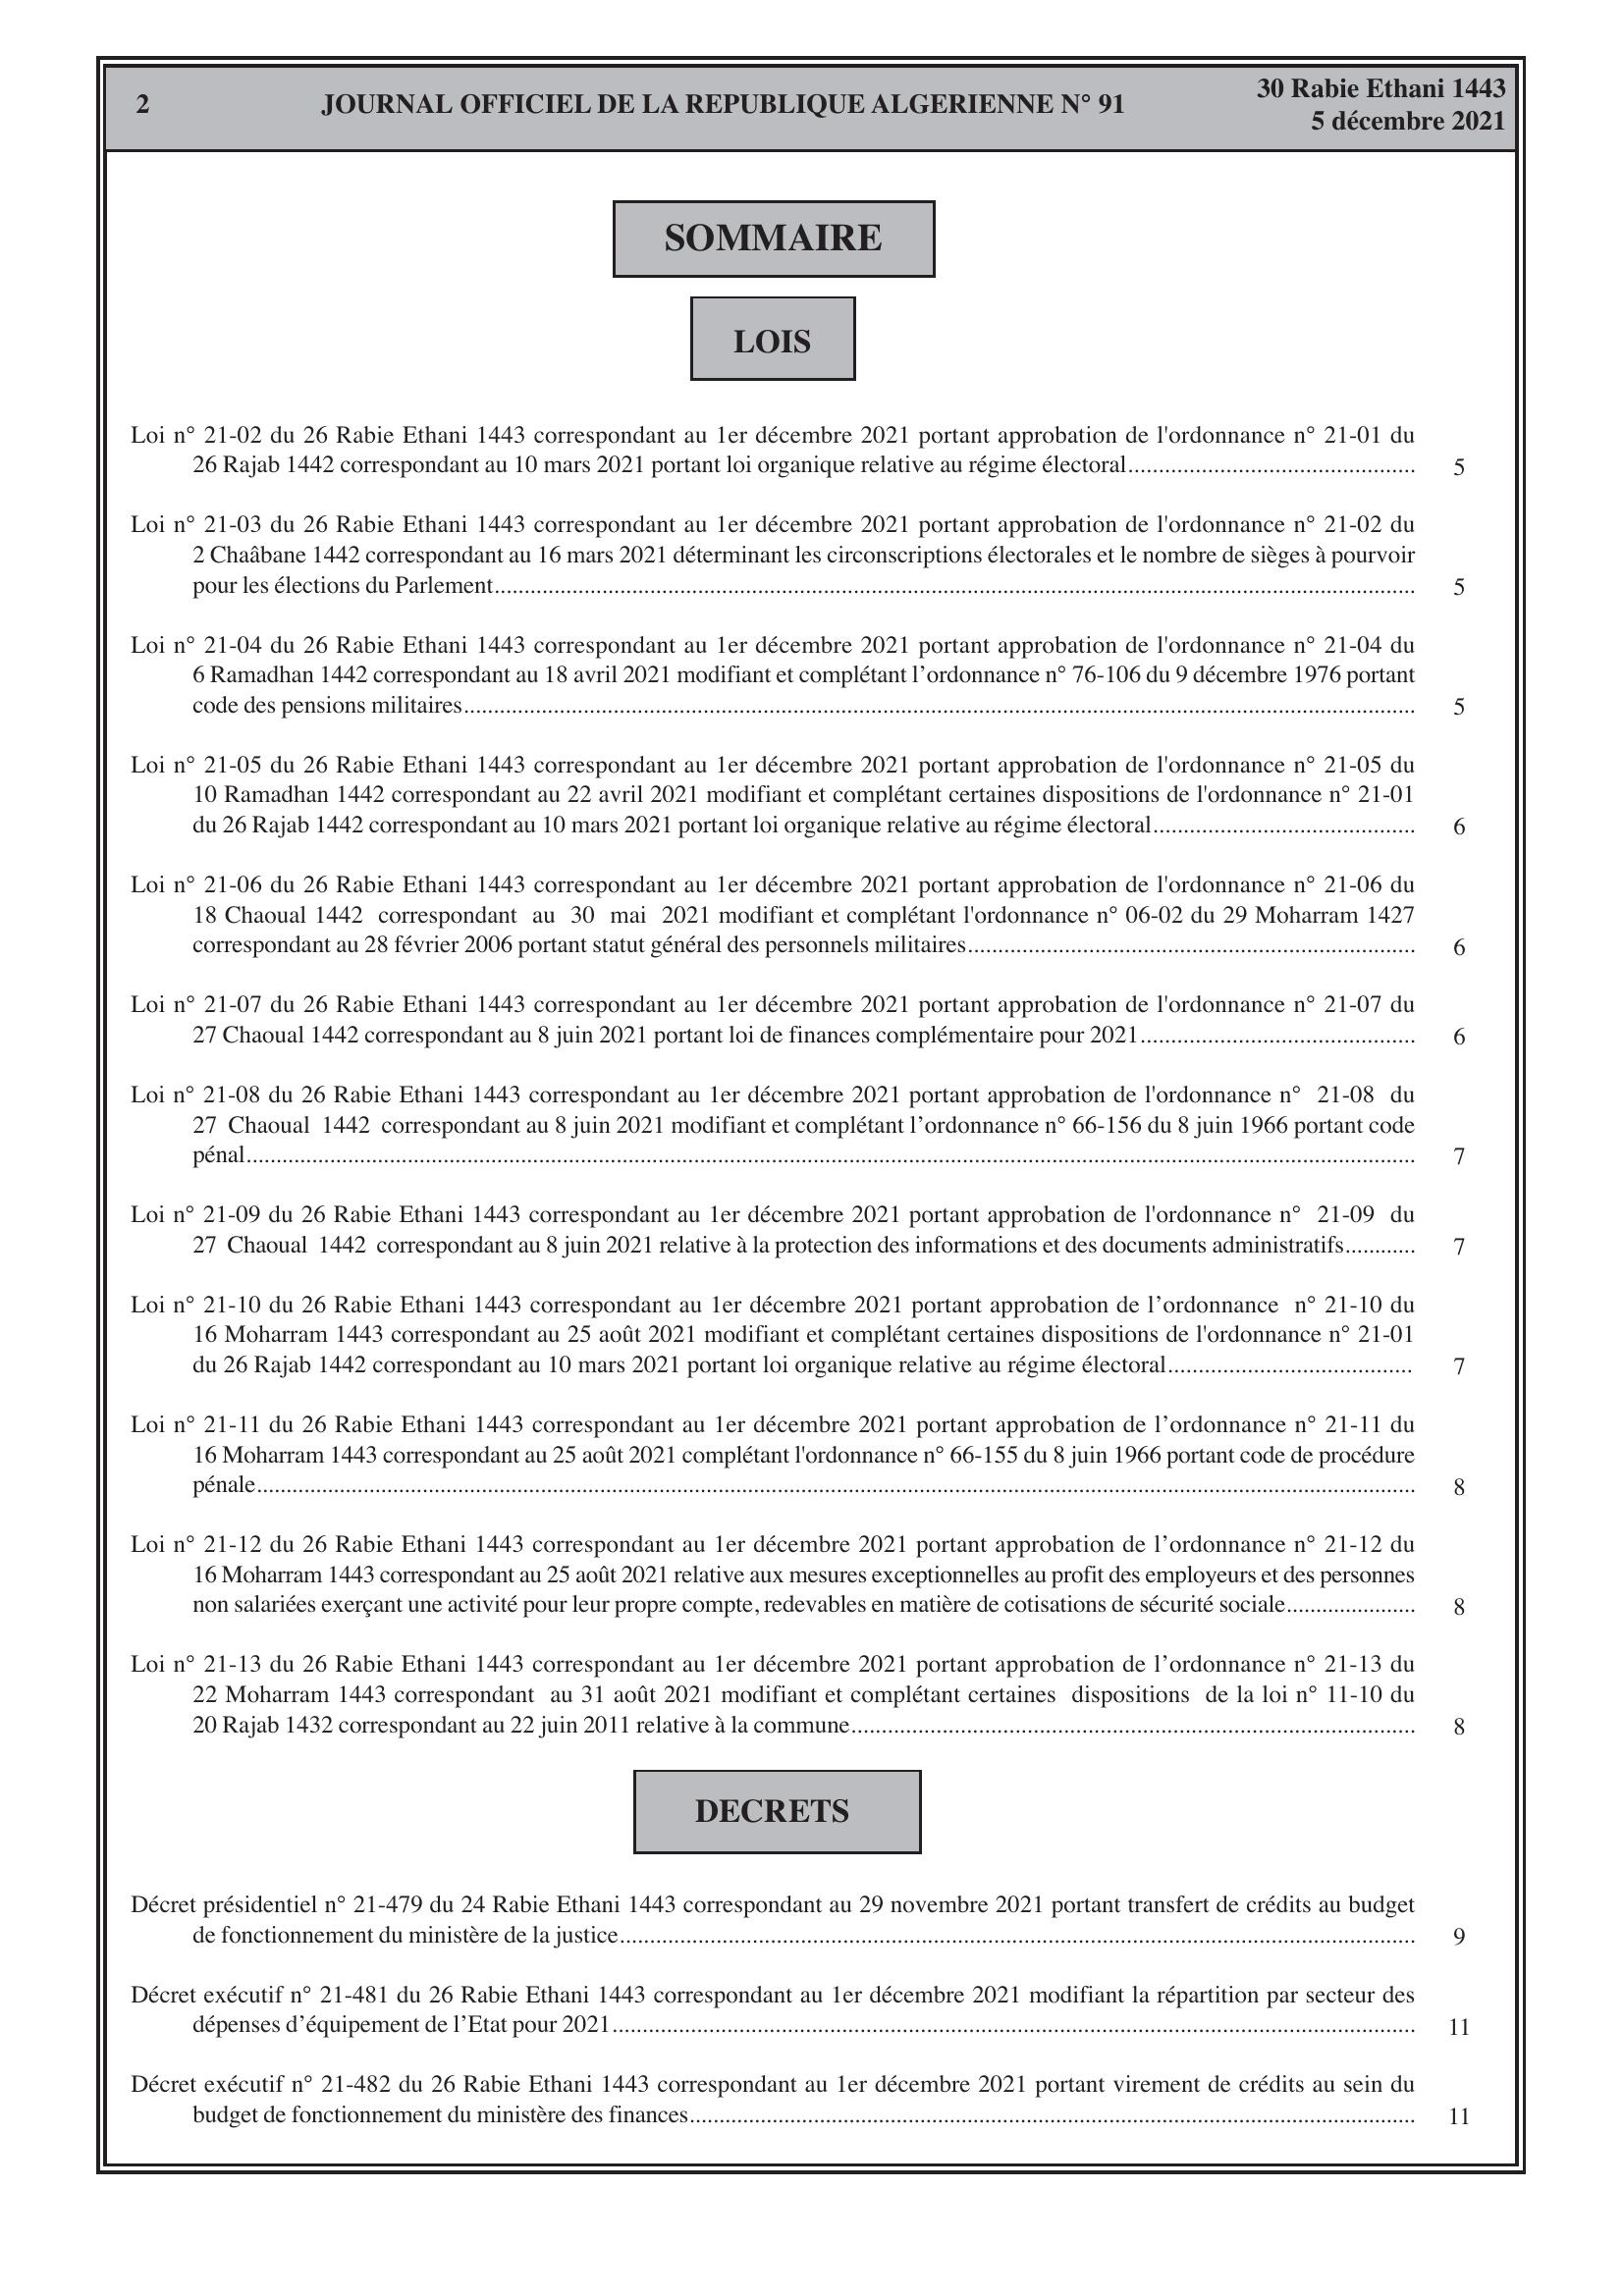 2
JOURNAL OFFICIEL DE LA REPUBLIQUE ALGERIENNE N° 91
30 Rabie Ethani 1443
5 décembre 2021
SOMMAIRE
LOIS
Loi n° 21-02 du 26 Rabie Ethani 1443 correspondant au 1er décembre 2021 portant approbation de l'ordonnance n° 21-01 du
26 Rajab 1442 correspondant au 10 mars 2021 portant loi organique relative au régime électoral................................................ 5
Loi n° 21-03 du 26 Rabie Ethani 1443 correspondant au 1er décembre 2021 portant approbation de l'ordonnance n° 21-02 du
2 Chaâbane 1442 correspondant au 16 mars 2021 déterminant les circonscriptions électorales et le nombre de sièges à pourvoir
pour les élections du Parlement.......................................................................................................................................................... 5
Loi n° 21-04 du 26 Rabie Ethani 1443 correspondant au 1er décembre 2021 portant approbation de l'ordonnance n° 21-04 du
6 Ramadhan 1442 correspondant au 18 avril 2021 modifiant et complétant l’ordonnance n° 76-106 du 9 décembre 1976 portant
code des pensions militaires............................................................................................................................................................... 5
Loi n° 21-05 du 26 Rabie Ethani 1443 correspondant au 1er décembre 2021 portant approbation de l'ordonnance n° 21-05 du
10 Ramadhan 1442 correspondant au 22 avril 2021 modifiant et complétant certaines dispositions de l'ordonnance n° 21-01
du 26 Rajab 1442 correspondant au 10 mars 2021 portant loi organique relative au régime électoral............................................ 6
Loi n° 21-06 du 26 Rabie Ethani 1443 correspondant au 1er décembre 2021 portant approbation de l'ordonnance n° 21-06 du
18 Chaoual 1442 correspondant au 30 mai 2021 modifiant et complétant l'ordonnance n° 06-02 du 29 Moharram 1427
correspondant au 28 février 2006 portant statut général des personnels militaires........................................................................... 6
Loi n° 21-07 du 26 Rabie Ethani 1443 correspondant au 1er décembre 2021 portant approbation de l'ordonnance n° 21-07 du
27 Chaoual 1442 correspondant au 8 juin 2021 portant loi de finances complémentaire pour 2021.............................................. 6
Loi n° 21-08 du 26 Rabie Ethani 1443 correspondant au 1er décembre 2021 portant approbation de l'ordonnance n° 21-08 du
27 Chaoual 1442 correspondant au 8 juin 2021 modifiant et complétant l’ordonnance n° 66-156 du 8 juin 1966 portant code
pénal................................................................................................................................................................................................... 7
Loi n° 21-09 du 26 Rabie Ethani 1443 correspondant au 1er décembre 2021 portant approbation de l'ordonnance n° 21-09 du
27 Chaoual 1442 correspondant au 8 juin 2021 relative à la protection des informations et des documents administratifs............ 7
Loi n° 21-10 du 26 Rabie Ethani 1443 correspondant au 1er décembre 2021 portant approbation de l’ordonnance n° 21-10 du
16 Moharram 1443 correspondant au 25 août 2021 modifiant et complétant certaines dispositions de l'ordonnance n° 21-01
du 26 Rajab 1442 correspondant au 10 mars 2021 portant loi organique relative au régime électoral......................................... 7
Loi n° 21-11 du 26 Rabie Ethani 1443 correspondant au 1er décembre 2021 portant approbation de l’ordonnance n° 21-11 du
16 Moharram 1443 correspondant au 25 août 2021 complétant l'ordonnance n° 66-155 du 8 juin 1966 portant code de procédure
pénale................................................................................................................................................................................................. 8
Loi n° 21-12 du 26 Rabie Ethani 1443 correspondant au 1er décembre 2021 portant approbation de l’ordonnance n° 21-12 du
16 Moharram 1443 correspondant au 25 août 2021 relative aux mesures exceptionnelles au profit des employeurs et des personnes
non salariées exerçant une activité pour leur propre compte, redevables en matière de cotisations de sécurité sociale...................... 8
Loi n° 21-13 du 26 Rabie Ethani 1443 correspondant au 1er décembre 2021 portant approbation de l’ordonnance n° 21-13 du
22 Moharram 1443 correspondant au 31 août 2021 modifiant et complétant certaines dispositions de la loi n° 11-10 du
20 Rajab 1432 correspondant au 22 juin 2011 relative à la commune.............................................................................................. 8
DECRETS
Décret présidentiel n° 21-479 du 24 Rabie Ethani 1443 correspondant au 29 novembre 2021 portant transfert de crédits au budget
de fonctionnement du ministère de la justice..................................................................................................................................... 9
Décret exécutif n° 21-481 du 26 Rabie Ethani 1443 correspondant au 1er décembre 2021 modifiant la répartition par secteur des
dépenses d’équipement de l’Etat pour 2021...................................................................................................................................... 11
Décret exécutif n° 21-482 du 26 Rabie Ethani 1443 correspondant au 1er décembre 2021 portant virement de crédits au sein du
budget de fonctionnement du ministère des finances......................................................................................................................... 11